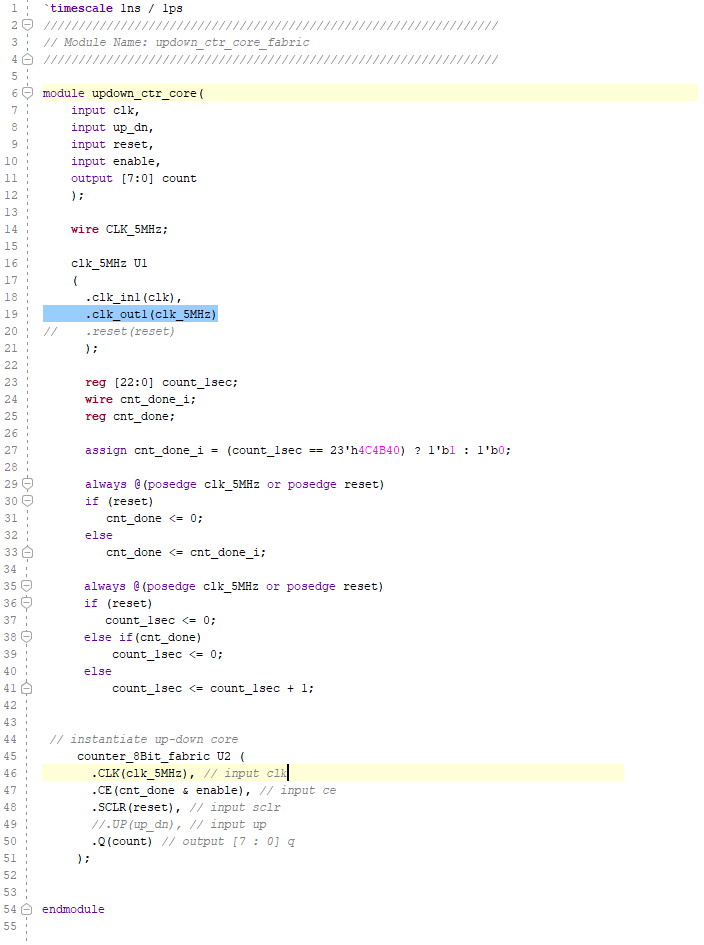 1 `timescale 1ns / 1ps
2 /////////////////////////////////////////////////////////////////
3 // Module Name: updown_ctr_core_fabric
4 /////////////////////////////////////////////////////////////////
5
6 module updown_ctr_core(
7 input clk,
8 input up_dn,
9 input reset,
10 input enable,
11 output [7:0] count
12 );
13
14 wire CLK_5MHz;
15
16 clk_5MHz U1
17 (
18 .clk_in1(clk),
19 .clk_out1(clk_5MHz)
20 // .reset(reset)
21 );
22
23 reg [22:0] count_1sec;
24 wire cnt_done_i;
25 reg cnt_done;
26
27 assign cnt_done_i = (count_1sec == 23'h4C4B40) ? 1'b1 : 1'b0;
28
29 always @(posedge clk_5MHz or posedge reset)
30 if (reset)
31 cnt_done <= 0;
32 else
33 cnt_done <= cnt_done_i;
34
35 always @(posedge clk_5MHz or posedge reset)
36 if (reset)
37 count_1sec <= 0;
38 else if(cnt_done)
39 count_1sec <= 0;
40 else
41 count_1sec <= count_1sec + 1;
42
43
44 // instantiate up-down core
45 counter_8Bit_fabric U2 (
46 .CLK(clk_5MHz), // input clk
47 .CE(cnt_done & enable), // input ce
48 .SCLR(reset), // input sclr
49 //.UP(up_dn), // input up
50 .Q(count) // output [7 : 0] q
51 );
52
53
54 endmodule
55